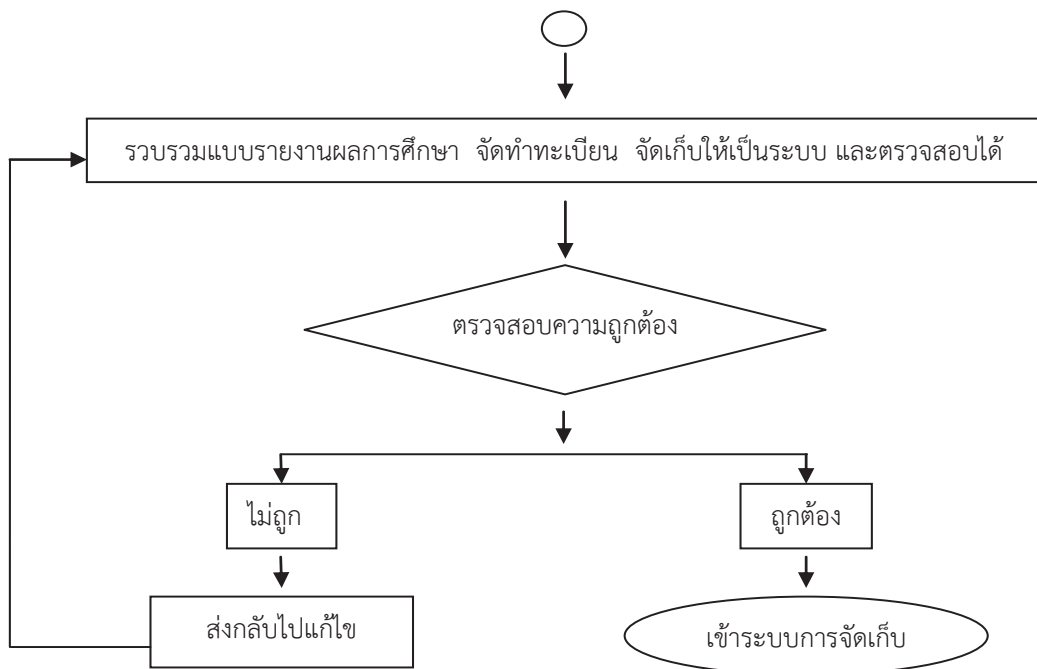 รวบรวมแบบรายงานผลการศึกษา จัดทำทะเบียน จัดเก็บให้เป็นระบบ และตรวจสอบได้
ตรวจสอบความถูกต้อง
ไม่ถูก
ถูกต้อง
ส่งกลับไปแก้ไข
เข้าระบบการจัดเก็บ